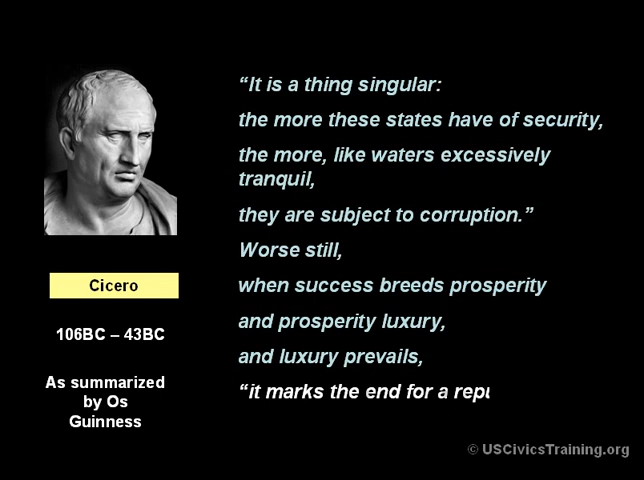 “It is a thing singular:
the more these states have of security,
the more, like waters excessively
tranquil,
they are subject to corruption.”
Worse still,
when success breeds prosperity
and prosperity luxury,
and luxury prevails,
“it marks the end for a
Cicero
106BC – 43BC
As summarized
by Os
Guinness
© USCivicsTraining.org